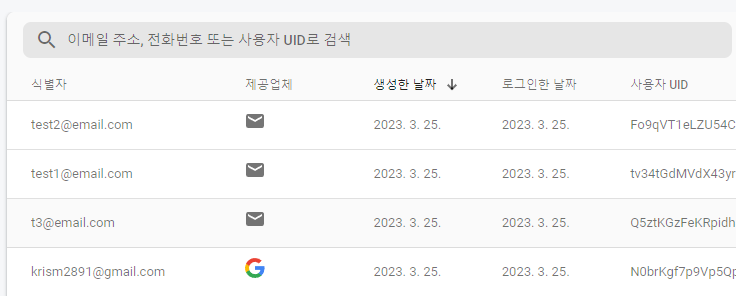 이메일 주소, 전화번호 또는 사용자 UID로 검색
식별자 제공업체 생성한 날짜 로그인한 날짜 사용자 UID
test2@email.com 2023. 3. 25. 2023. 3. 25. Fo9qVT1eLZU54C
test1@email.com 2023. 3. 25. 2023. 3. 25. tv34tGdMVdX43yr
t3@email.com 2023. 3. 25. 2023. 3. 25. Q5ztKGzFeKRpidh
krism2891@gmail.com 2023. 3. 25. 2023. 3. 25. N0brKgf7p9Vp5Qp